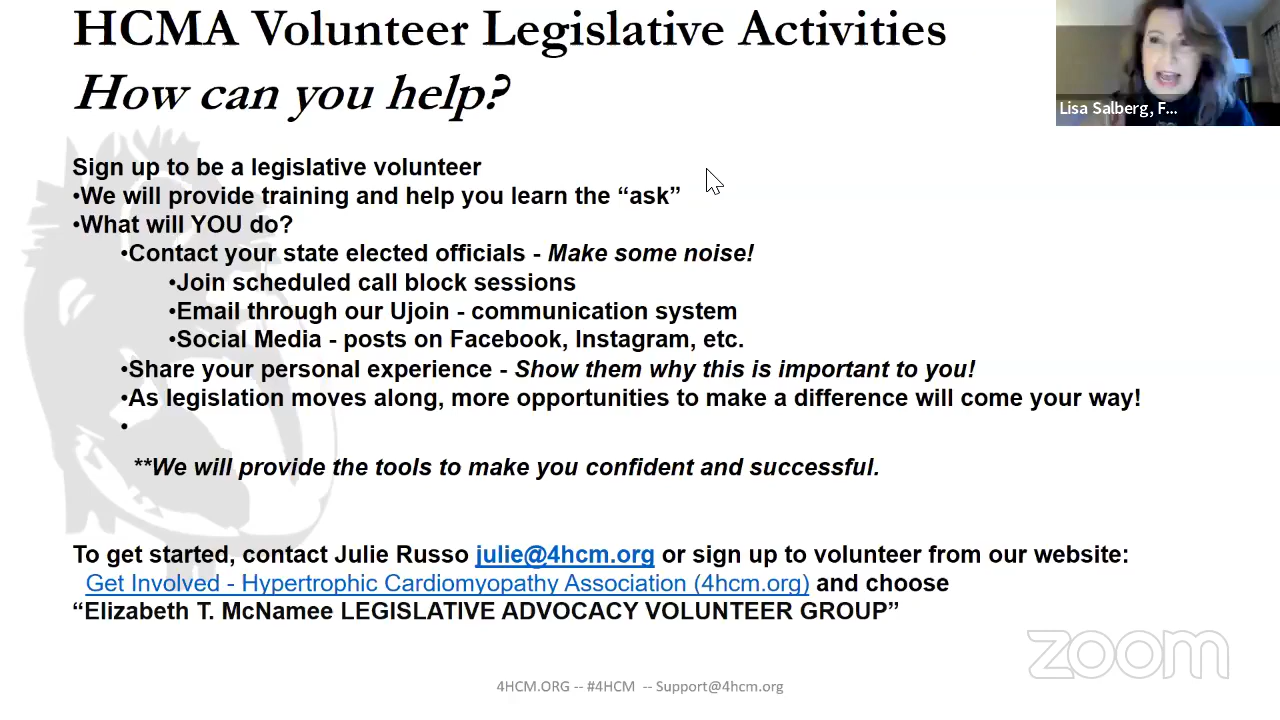 HCMA Volunteer Legislative Activities
How can you help?
Lisa Salberg, F...
Sign up to be a legislative volunteer
•We will provide training and help you learn the “ask”
•What will YOU do?
•Contact your state elected officials - Make some noise!
•Join scheduled call block sessions
•Email through our Ujoin - communication system
•Social Media - posts on Facebook, Instagram, etc.
•Share your personal experience - Show them why this is important to you!
•As legislation moves along, more opportunities to make a difference will come your way!
•
**We will provide the tools to make you confident and successful.
To get started, contact Julie Russo julie@4hcm.org or sign up to volunteer from our website:
Get Involved - Hypertrophic Cardiomyopathy Association (4hcm.org) and choose
“Elizabeth T. McNamee LEGISLATIVE ADVOCACY VOLUNTEER GROUP”
zoom
4HCM.ORG -- #4HCM -- Support@4hcm.org